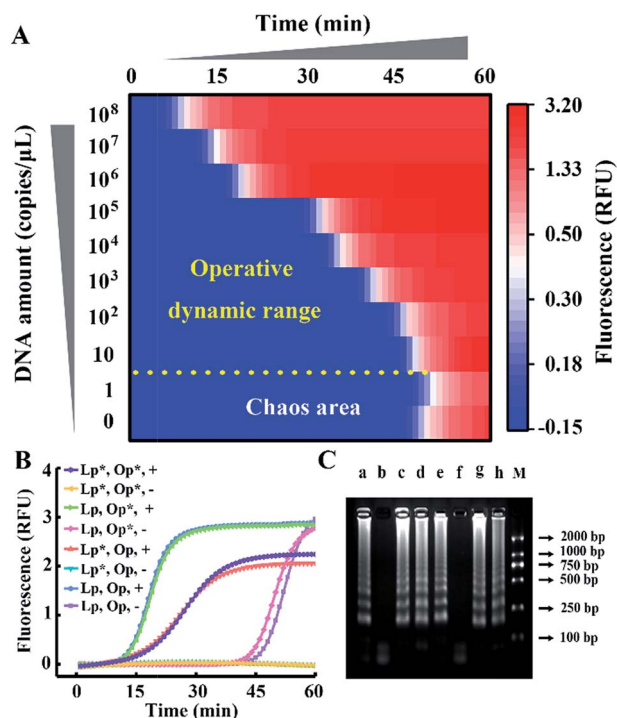 A
Time (min)
0 15 30 45 60
DNA amount (copies/μL)
10⁸
10⁷
10⁶
10⁵
10⁴
10³
10²
10
1
0
Operative
dynamic range
Chaos area
3.20
1.33
0.50
0.30
0.18
-0.15
Fluorescence (RFU)
B
Fluorescence (RFU)
4
3
2
1
0
Lp*, Op*, +
Lp*, Op*, -
Lp, Op*, +
Lp, Op*, -
Lp*, Op, +
Lp*, Op, -
Lp, Op, +
Lp, Op, -
0 15 30 45 60
Time (min)
C
a b c d e f g h M
2000 bp
1000 bp
750 bp
500 bp
250 bp
100 bp